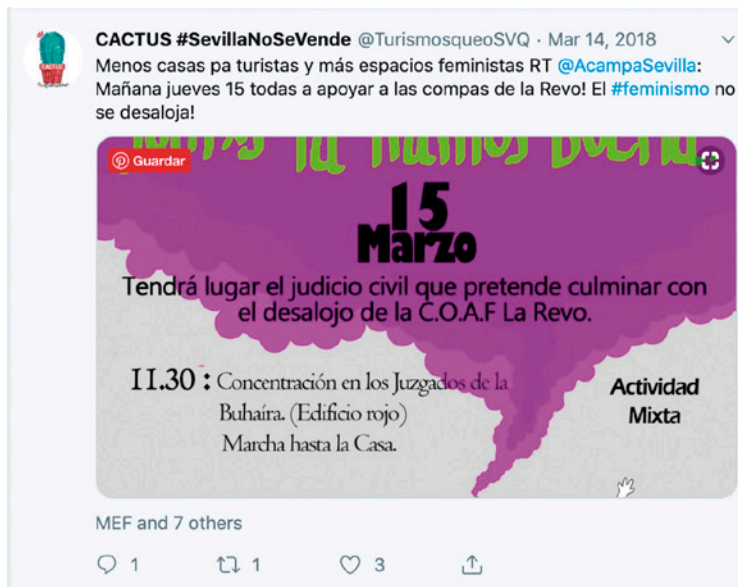 CACTUS #SevillaNoSeVende @TurismosqueoSVQ · Mar 14, 2018
Menos casas pa turistas y más espacios feministas RT @AcampaSevilla:
Mañana jueves 15 todas a apoyar a las compas de la Revo! El #feminismo no
se desaloja!
Guardar
15
Marzo
Tendrá lugar el judicio civil que pretende culminar con
el desalojo de la C.O.A.F La Revo.
11.30 : Concentración en los Juzgados de la
Buhaíra. (Edificio rojo)
Marcha hasta la Casa.
Actividad
Mixta
MEF and 7 others
1 1 3